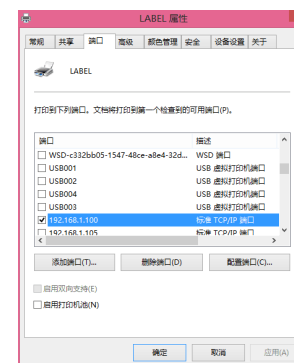 LABEL 属性
常规 共享 端口 高级 颜色管理 安全 设备设置 关于
LABEL
打印到下列端口。文档将打印到第一个检查到的可用端口(P)。
端口 描述
WSD-c332bb05-1547-48ce-a8e4-32d... WSD 端口
USB001 USB 虚拟打印机端口
USB002 USB 虚拟打印机端口
USB004 USB 虚拟打印机端口
USB003 USB 虚拟打印机端口
192.168.1.100 标准 TCP/IP 端口
192.168.1.105 标准 TCP/IP 端口
添加端口(T)... 删除端口(D) 配置端口(C)...
启用双向支持(E)
启用打印机池(N)
确定 取消 应用(A)